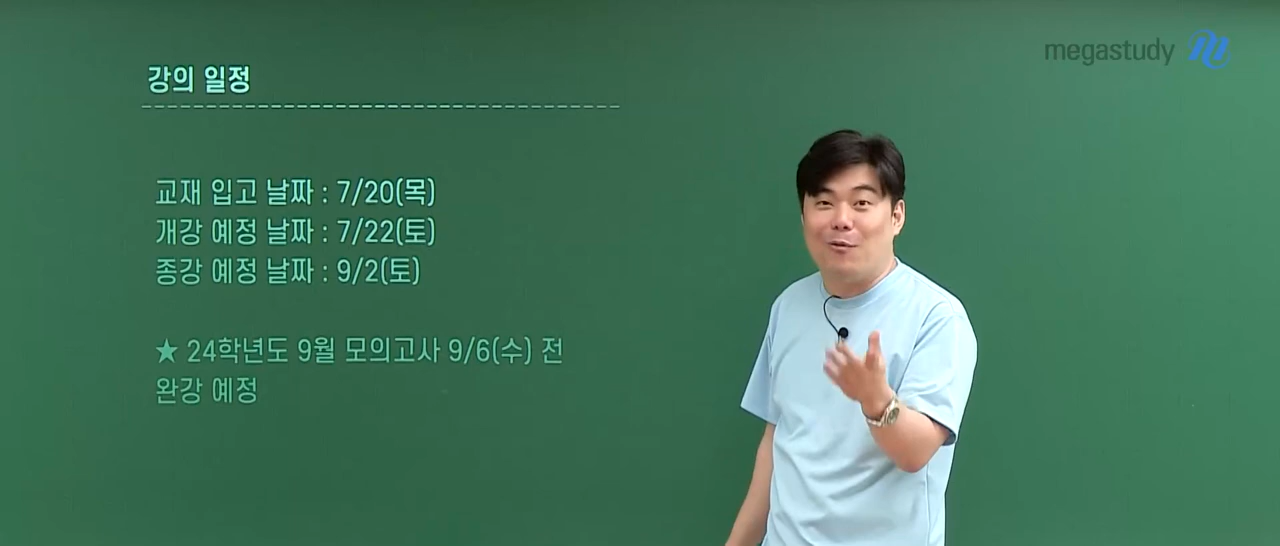 megastudy
강의 일정
교재 입고 날짜 : 7/20(목)
개강 예정 날짜 : 7/22(토)
종강 예정 날짜 : 9/2(토)
★ 24학년도 9월 모의고사 9/6(수) 전
완강 예정